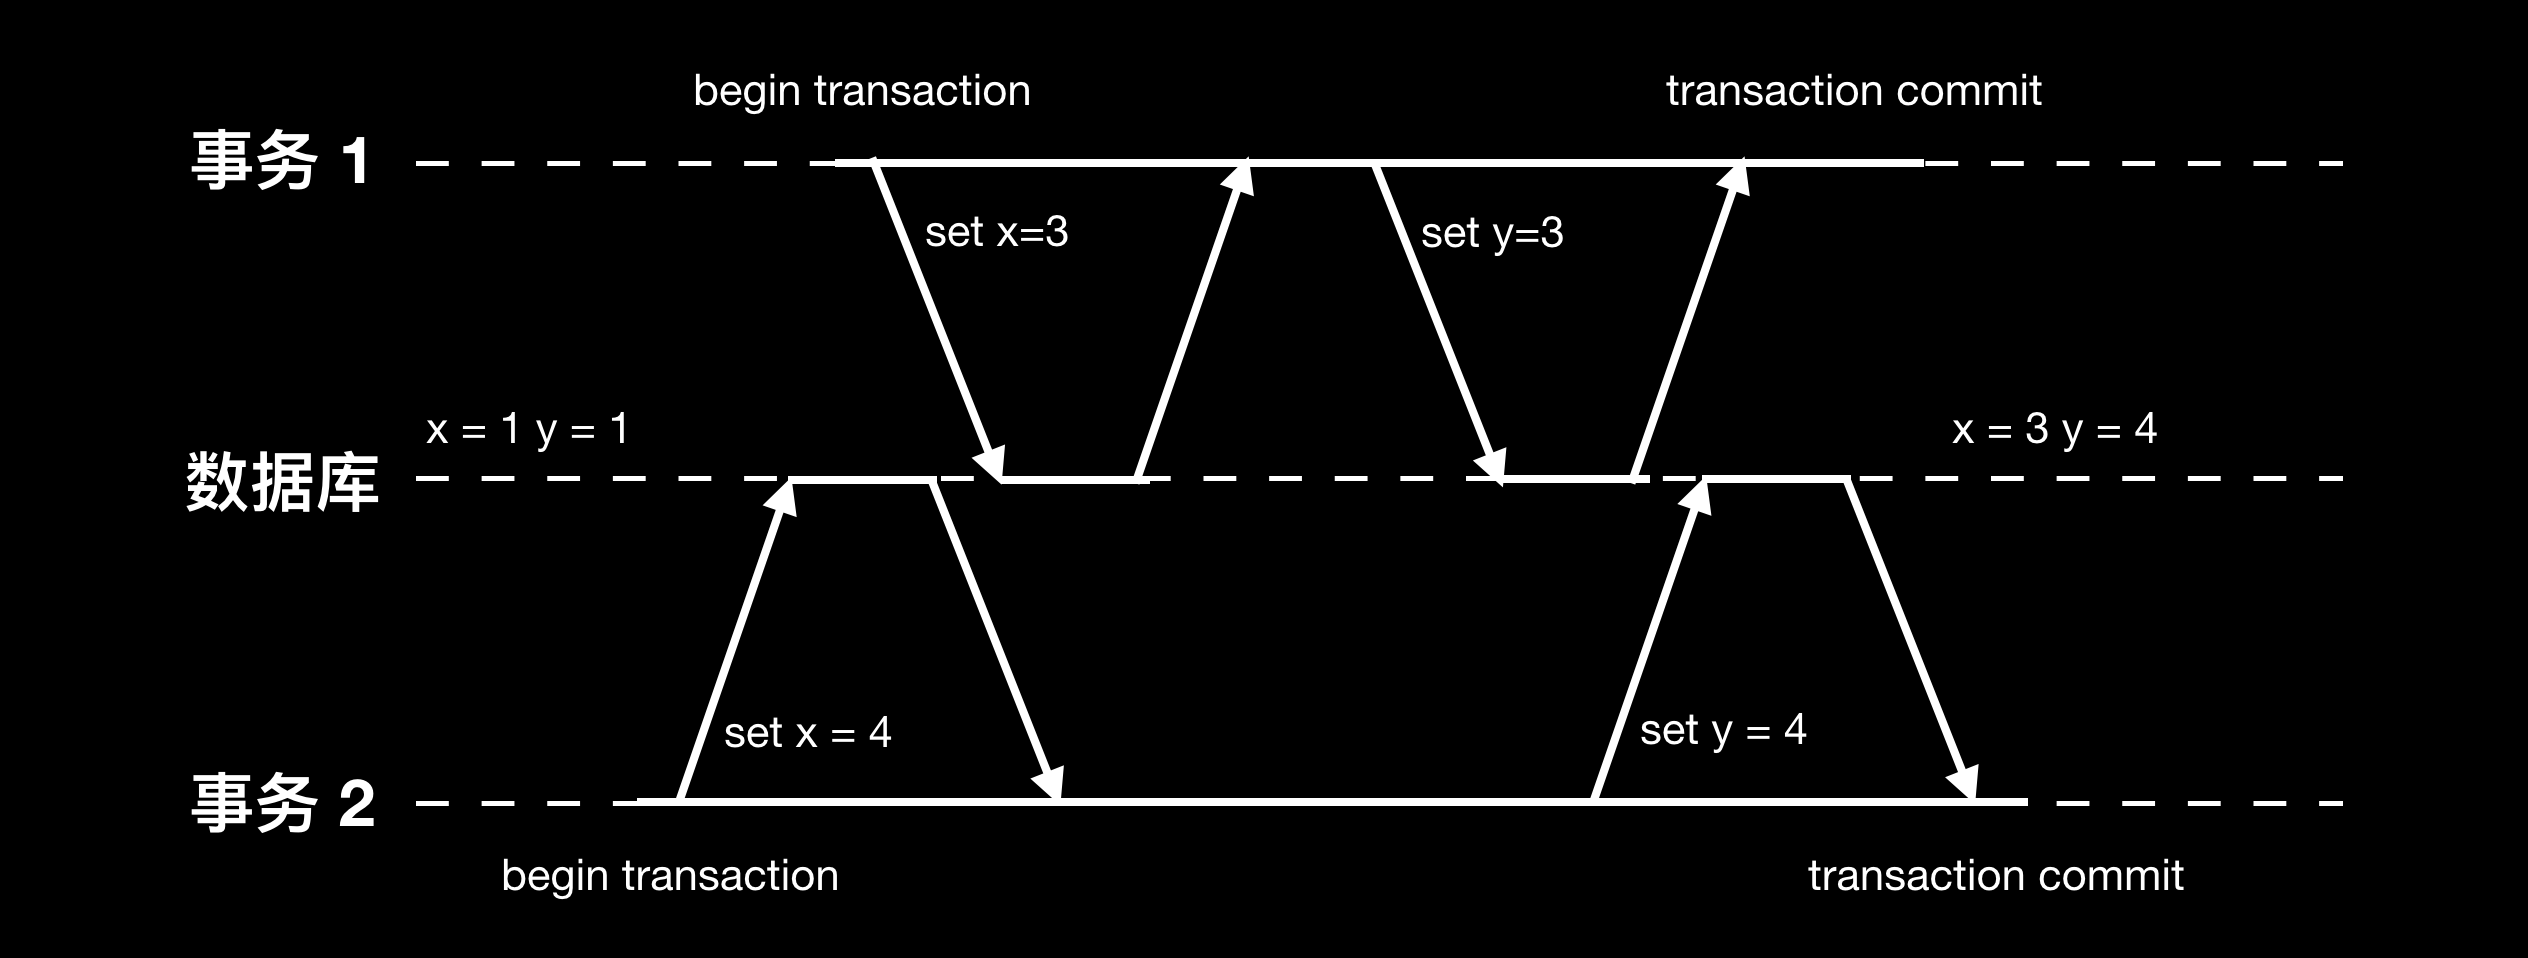 begin transaction
transaction commit
事务 1
set x=3
set y=3
x = 1 y = 1
x = 3 y = 4
数据库
set x = 4
set y = 4
事务 2
begin transaction
transaction commit